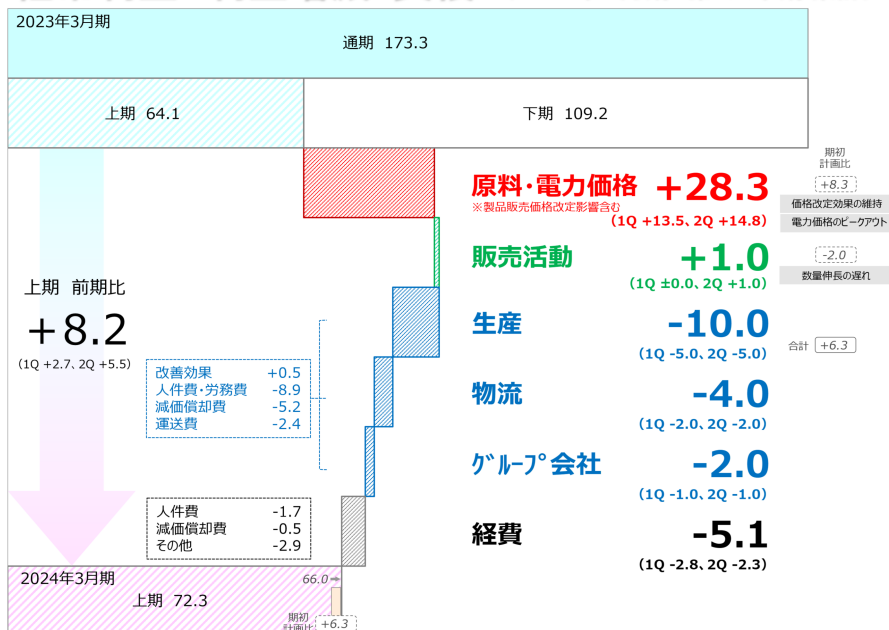 2023年3月期
通期 173.3
上期 64.1
下期 109.2
期初
計画比
原料・電力価格 +28.3
※製品販売価格改定影響含む
(1Q +13.5、2Q +14.8)
+8.3
価格改定効果の維持
電力価格のピークアウト
販売活動 +1.0
(1Q ±0.0、2Q +1.0)
-2.0
数量伸長の遅れ
上期 前期比
+8.2
(1Q +2.7、2Q +5.5)
生産 -10.0
(1Q -5.0、2Q -5.0)
合計 +6.3
改善効果 +0.5
人件費・労務費 -8.9
減価償却費 -5.2
運送費 -2.4
物流 -4.0
(1Q -2.0、2Q -2.0)
グループ会社 -2.0
(1Q -1.0、2Q -1.0)
人件費 -1.7
減価償却費 -0.5
その他 -2.9
経費 -5.1
(1Q -2.8、2Q -2.3)
2024年3月期
上期 72.3
66.0
期初
計画比 +6.3